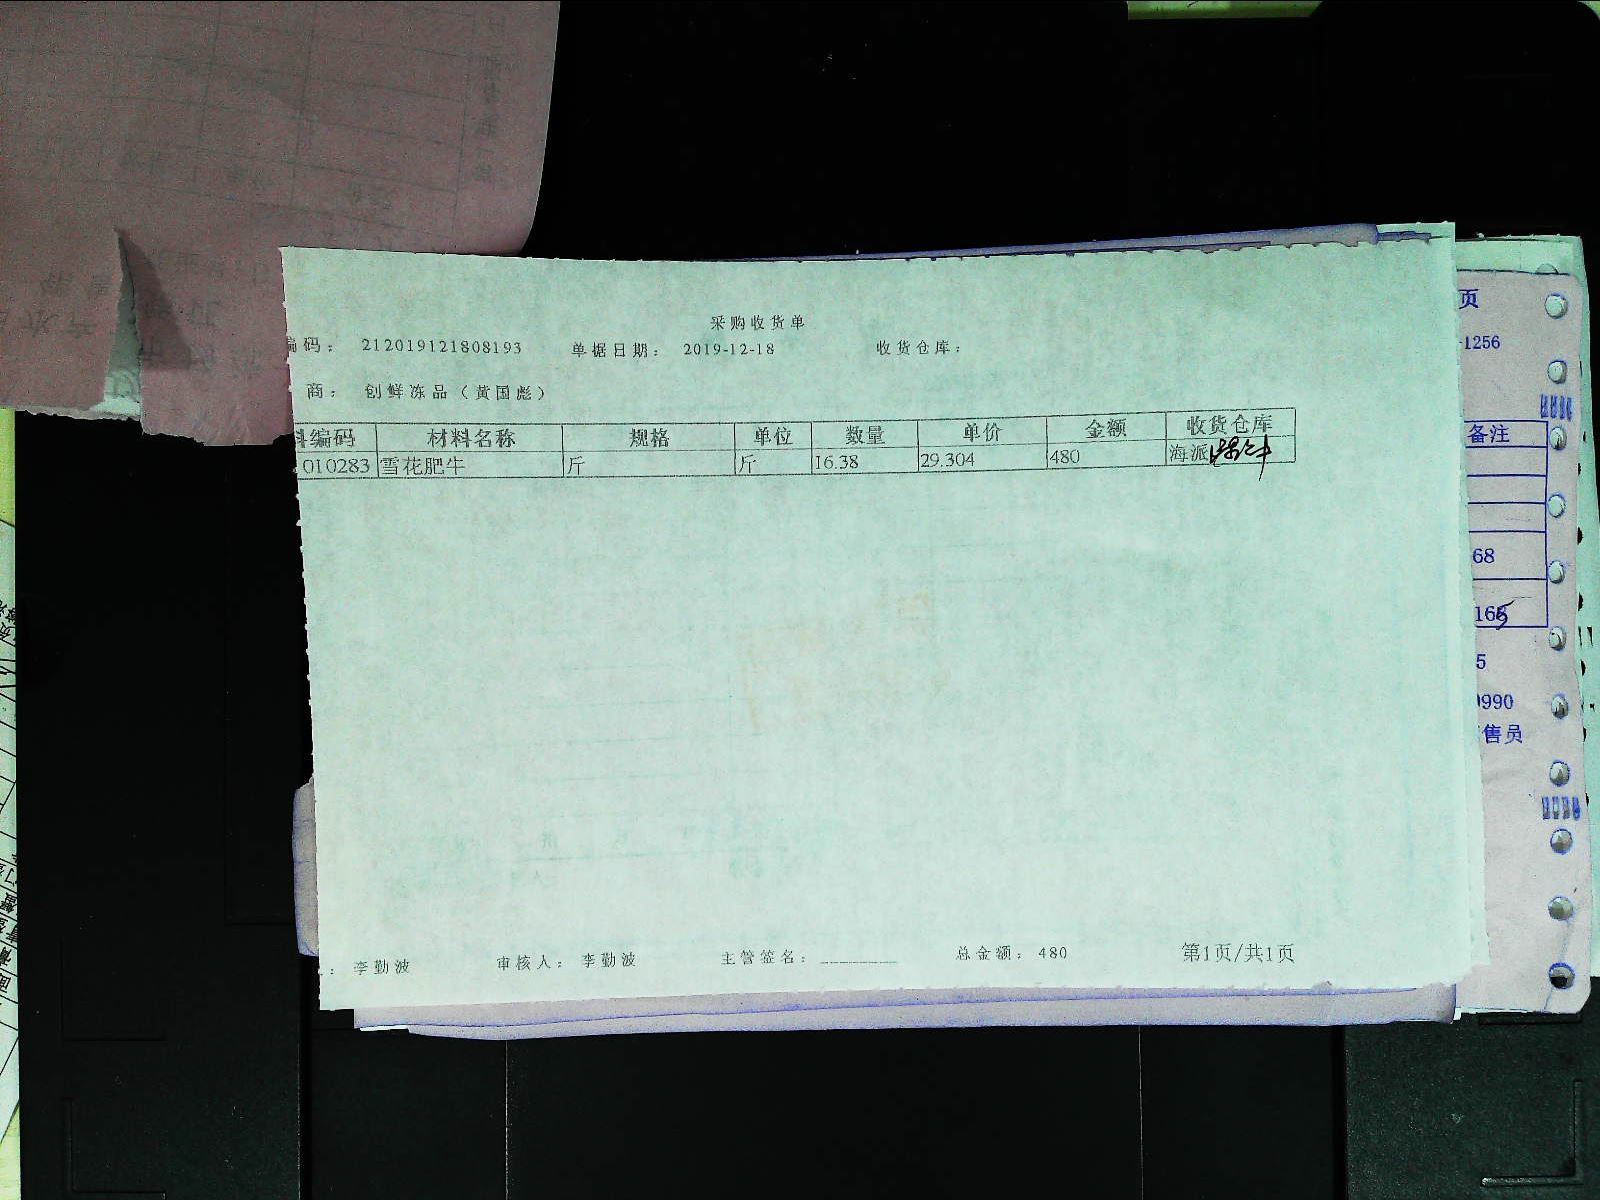 采购收货单
编码： 212019121808193 单据日期： 2019-12-18 收货仓库：
商： 创鲜冻品（黄国彪）
料编码 材料名称 规格 单位 数量 单价 金额 收货仓库
010283 雪花肥牛 斤 斤 16.38 29.304 480 海派
： 李勤波 审核人： 李勤波 主管签名： 总金额： 480 第1页/共1页
页
-1256
备注
68
5
990
售员